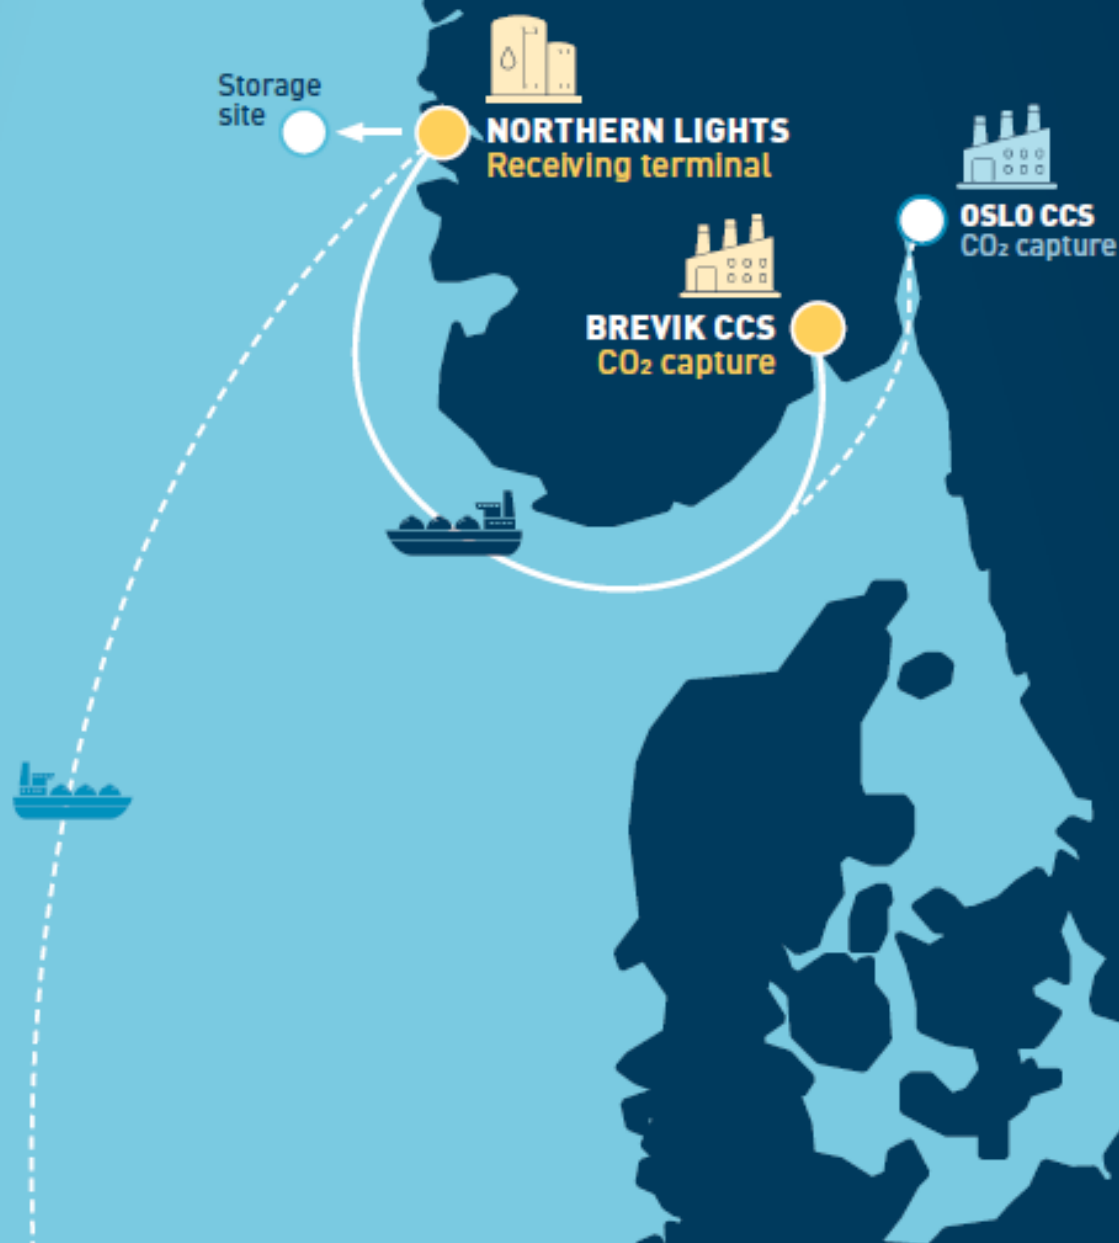 Storage
site
NORTHERN LIGHTS
Receiving terminal
OSLO CCS
CO₂ capture
BREVIK CCS
CO₂ capture